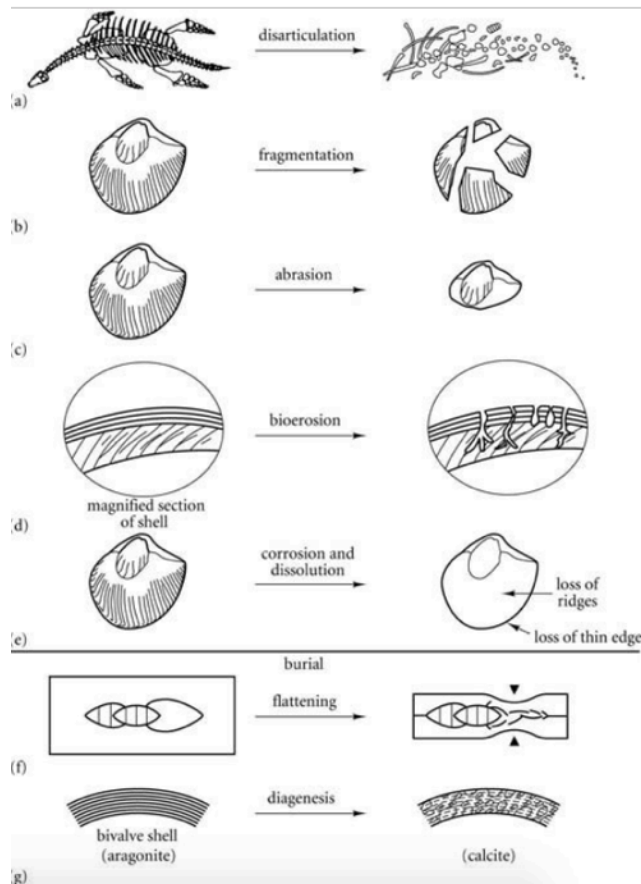 disarticulation
(a)
fragmentation
(b)
abrasion
(c)
bioerosion
magnified section
of shell
(d)
corrosion and
dissolution
loss of
ridges
loss of thin edge
(e)
burial
flattening
(f)
diagenesis
bivalve shell
(aragonite)
(calcite)
(g)